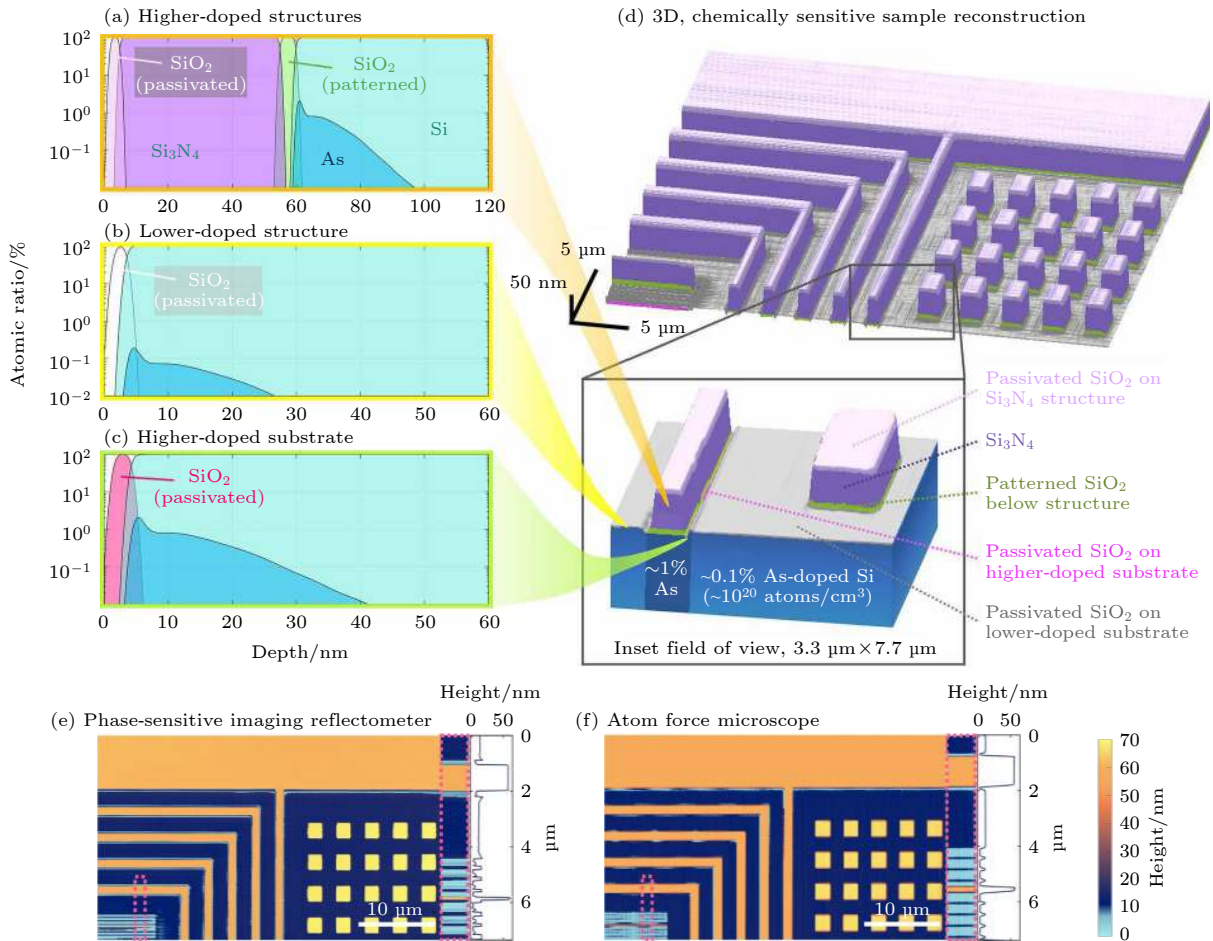 (a) Higher-doped structures
10²
10¹
10⁰
10⁻¹
SiO₂
(passivated)
SiO₂
(patterned)
Si₃N₄
As
Si
0 20 40 60 80 100 120
(b) Lower-doped structure
10²
10¹
10⁰
10⁻¹
10⁻²
SiO₂
(passivated)
0 10 20 30 40 50 60
(c) Higher-doped substrate
10²
10¹
10⁰
10⁻¹
SiO₂
(passivated)
0 10 20 30 40 50 60
Atomic ratio/%
Depth/nm
(d) 3D, chemically sensitive sample reconstruction
5 μm
50 nm
5 μm
~1%
As
~0.1% As-doped Si
(~10²⁰ atoms/cm³)
Inset field of view, 3.3 μm×7.7 μm
Passivated SiO₂ on
Si₃N₄ structure
Si₃N₄
Patterned SiO₂
below structure
Passivated SiO₂ on
higher-doped substrate
Passivated SiO₂ on
lower-doped substrate
(e) Phase-sensitive imaging reflectometer
Height/nm
0 50
0
2
4
6
μm
10 μm
(f) Atom force microscope
Height/nm
0 50
0
2
4
6
μm
10 μm
70
60
50
40
30
20
10
0
Height/nm